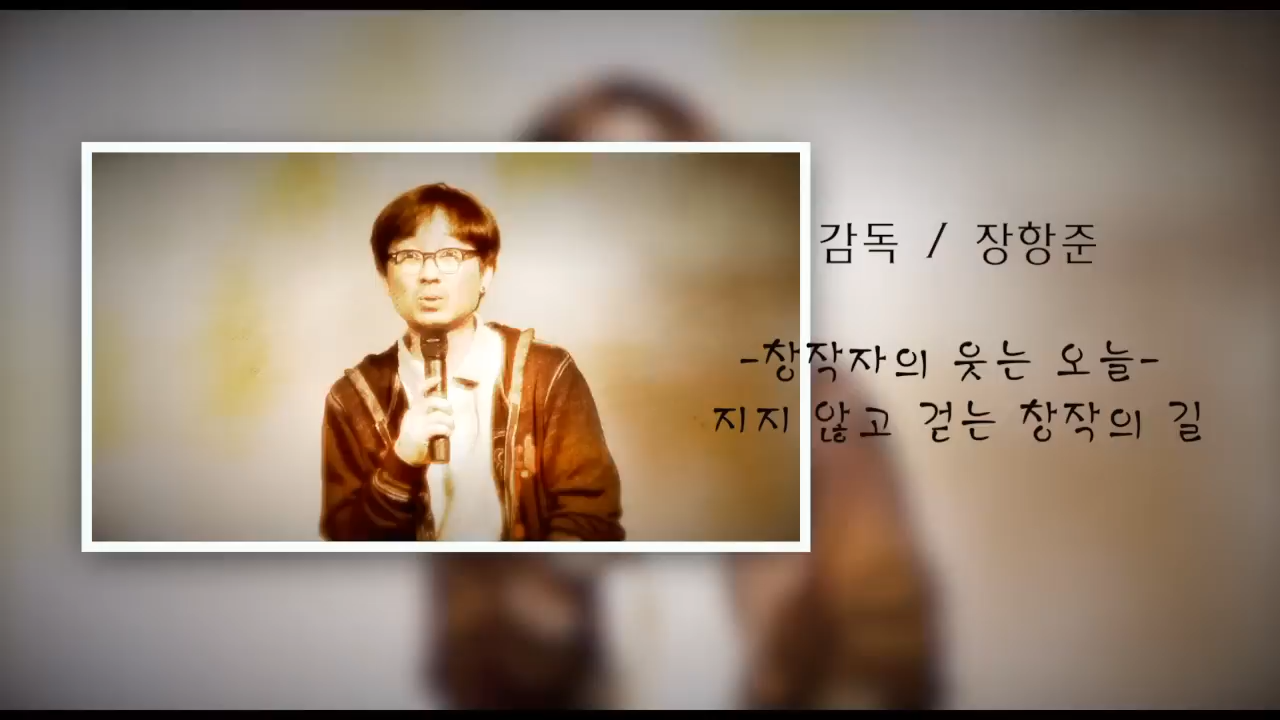 감독 / 장항준
-창작자의 웃는 오늘-
지지 않고 걷는 창작의 길